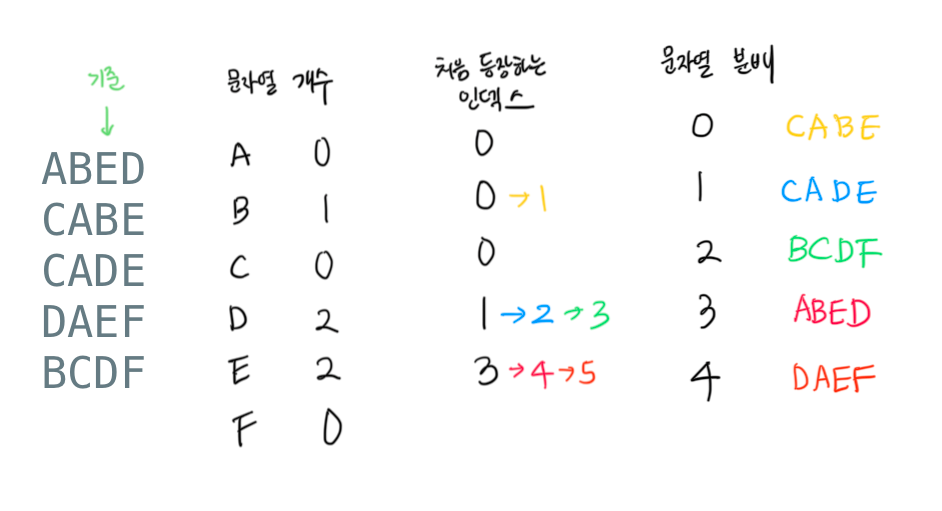 기준
↓
ABED
CABE
CADE
DAEF
BCDF
문자열 개수
A 0
B 1
C 0
D 2
E 2
F 0
처음 등장하는
인덱스
0
0 → 1
0
1 → 2 → 3
3 → 4 → 5
문자열 분배
0 CABE
1 CADE
2 BCDF
3 ABED
4 DAEF